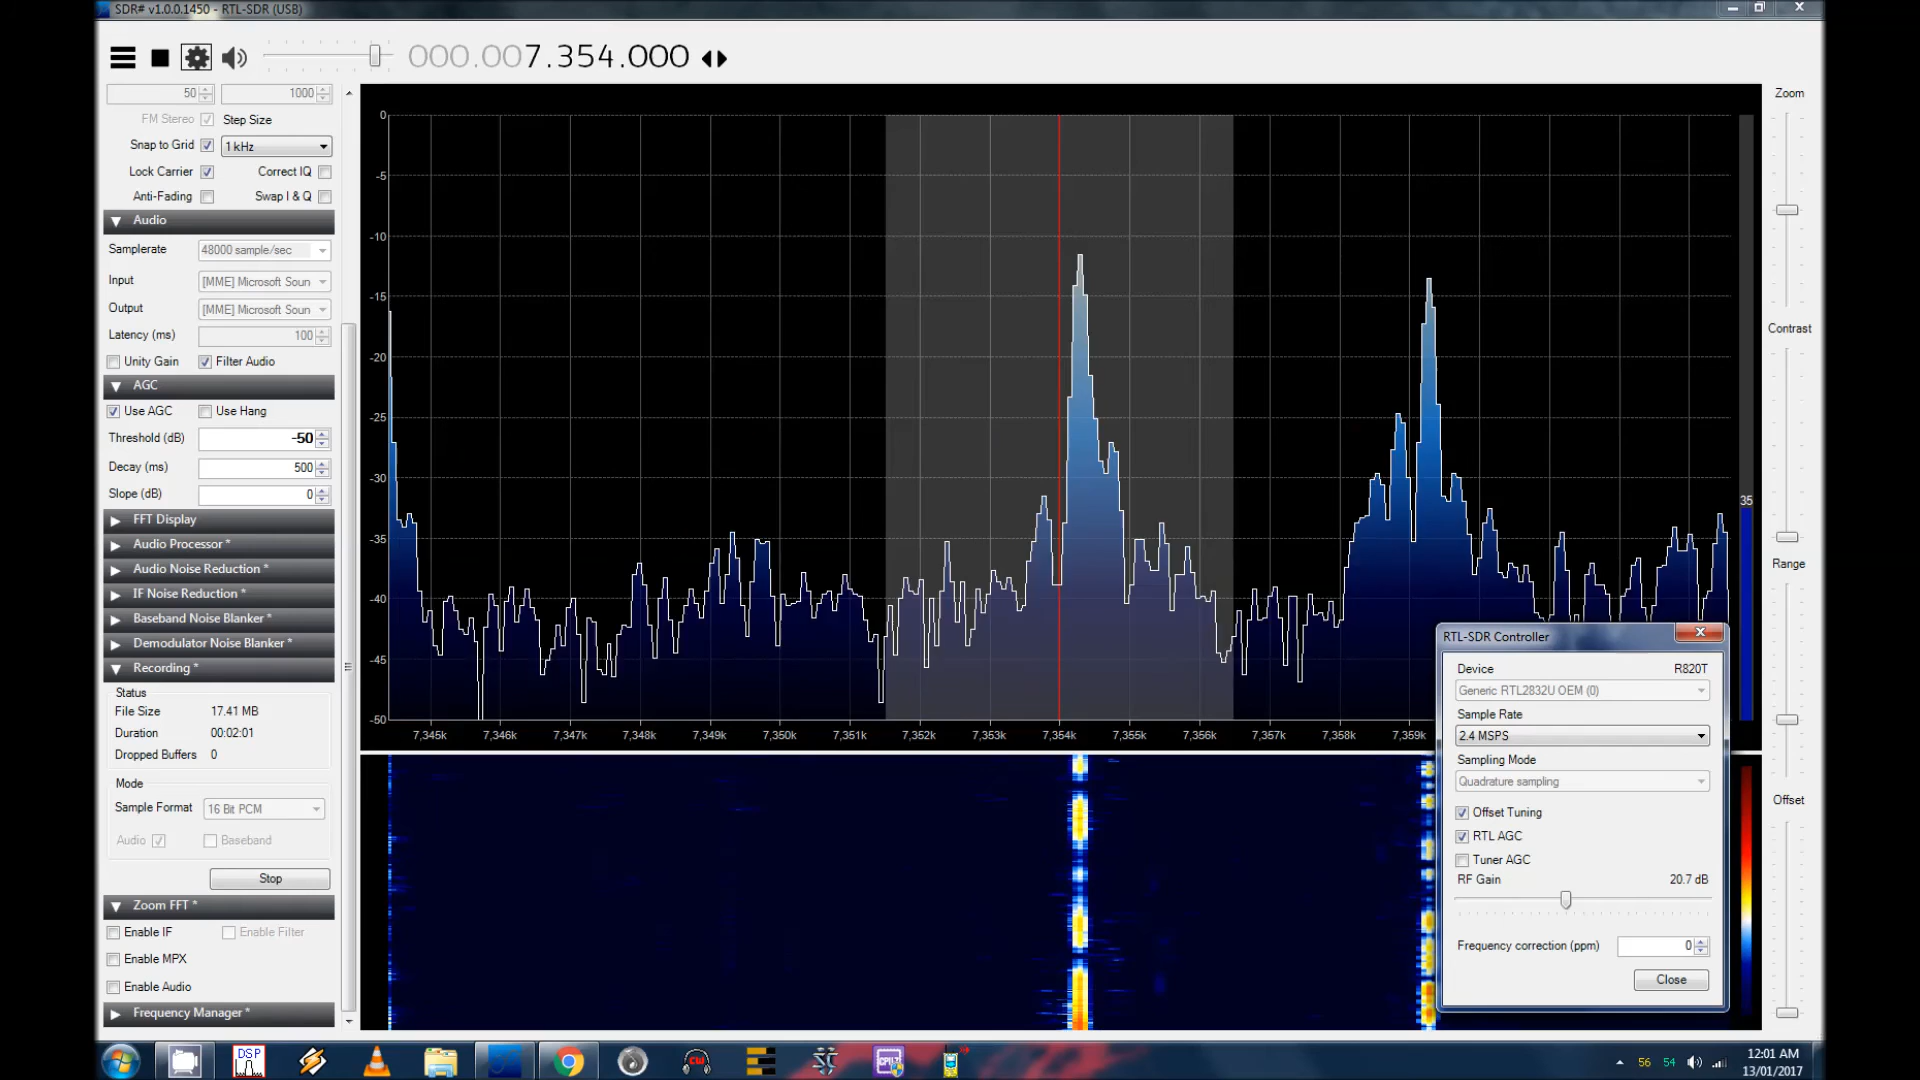 SDR# v1.0.0.1450 - RTL-SDR (USB)
000.007.354.000
50 1000
FM Stereo Step Size
Snap to Grid 1 kHz
Lock Carrier Correct IQ
Anti-Fading Swap I & Q
Audio
Samplerate 48000 sample/sec
Input [MME] Microsoft Soun
Output [MME] Microsoft Soun
Latency (ms) 100
Unity Gain Filter Audio
AGC
Use AGC Use Hang
Threshold (dB) -50
Decay (ms) 500
Slope (dB) 0
FFT Display
Audio Processor *
Audio Noise Reduction *
IF Noise Reduction *
Baseband Noise Blanker *
Demodulator Noise Blanker *
Recording *
Status
File Size 17.41 MB
Duration 00:02:01
Dropped Buffers 0
Mode
Sample Format 16 Bit PCM
Audio Baseband
Stop
Zoom FFT *
Enable IF Enable Filter
Enable MPX
Enable Audio
Frequency Manager *
0
-5
-10
-15
-20
-25
-30
-35
-40
-45
-50
7,345k 7,346k 7,347k 7,348k 7,349k 7,350k 7,351k 7,352k 7,353k 7,354k 7,355k 7,356k 7,357k 7,358k 7,359k
35
Zoom
Contrast
Range
Offset
RTL-SDR Controller
Device R820T
Generic RTL2832U OEM (0)
Sample Rate
2.4 MSPS
Sampling Mode
Quadrature sampling
Offset Tuning
RTL AGC
Tuner AGC
RF Gain 20.7 dB
Frequency correction (ppm) 0
Close
DSP
CW
56 54
12:01 AM
13/01/2017